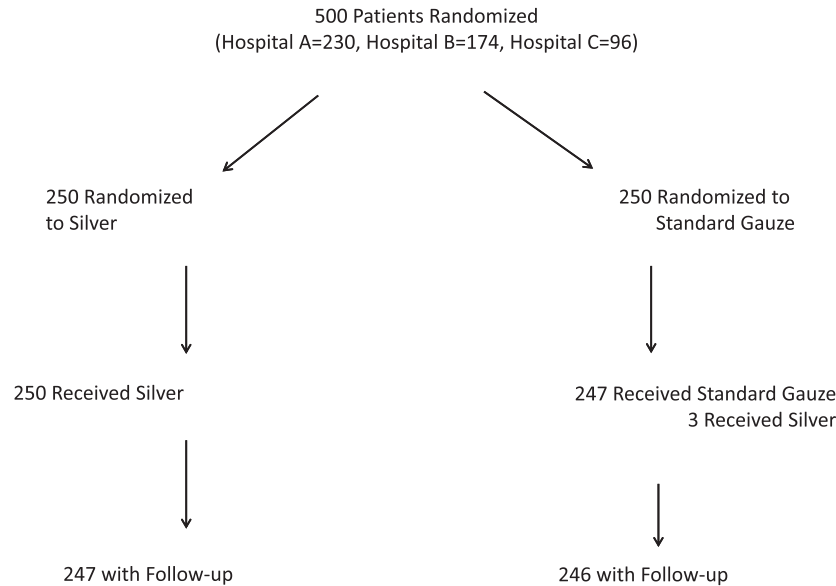 500 Patients Randomized
(Hospital A=230, Hospital B=174, Hospital C=96)
250 Randomized
to Silver
250 Randomized to
Standard Gauze
250 Received Silver
247 Received Standard Gauze
3 Received Silver
247 with Follow-up
246 with Follow-up